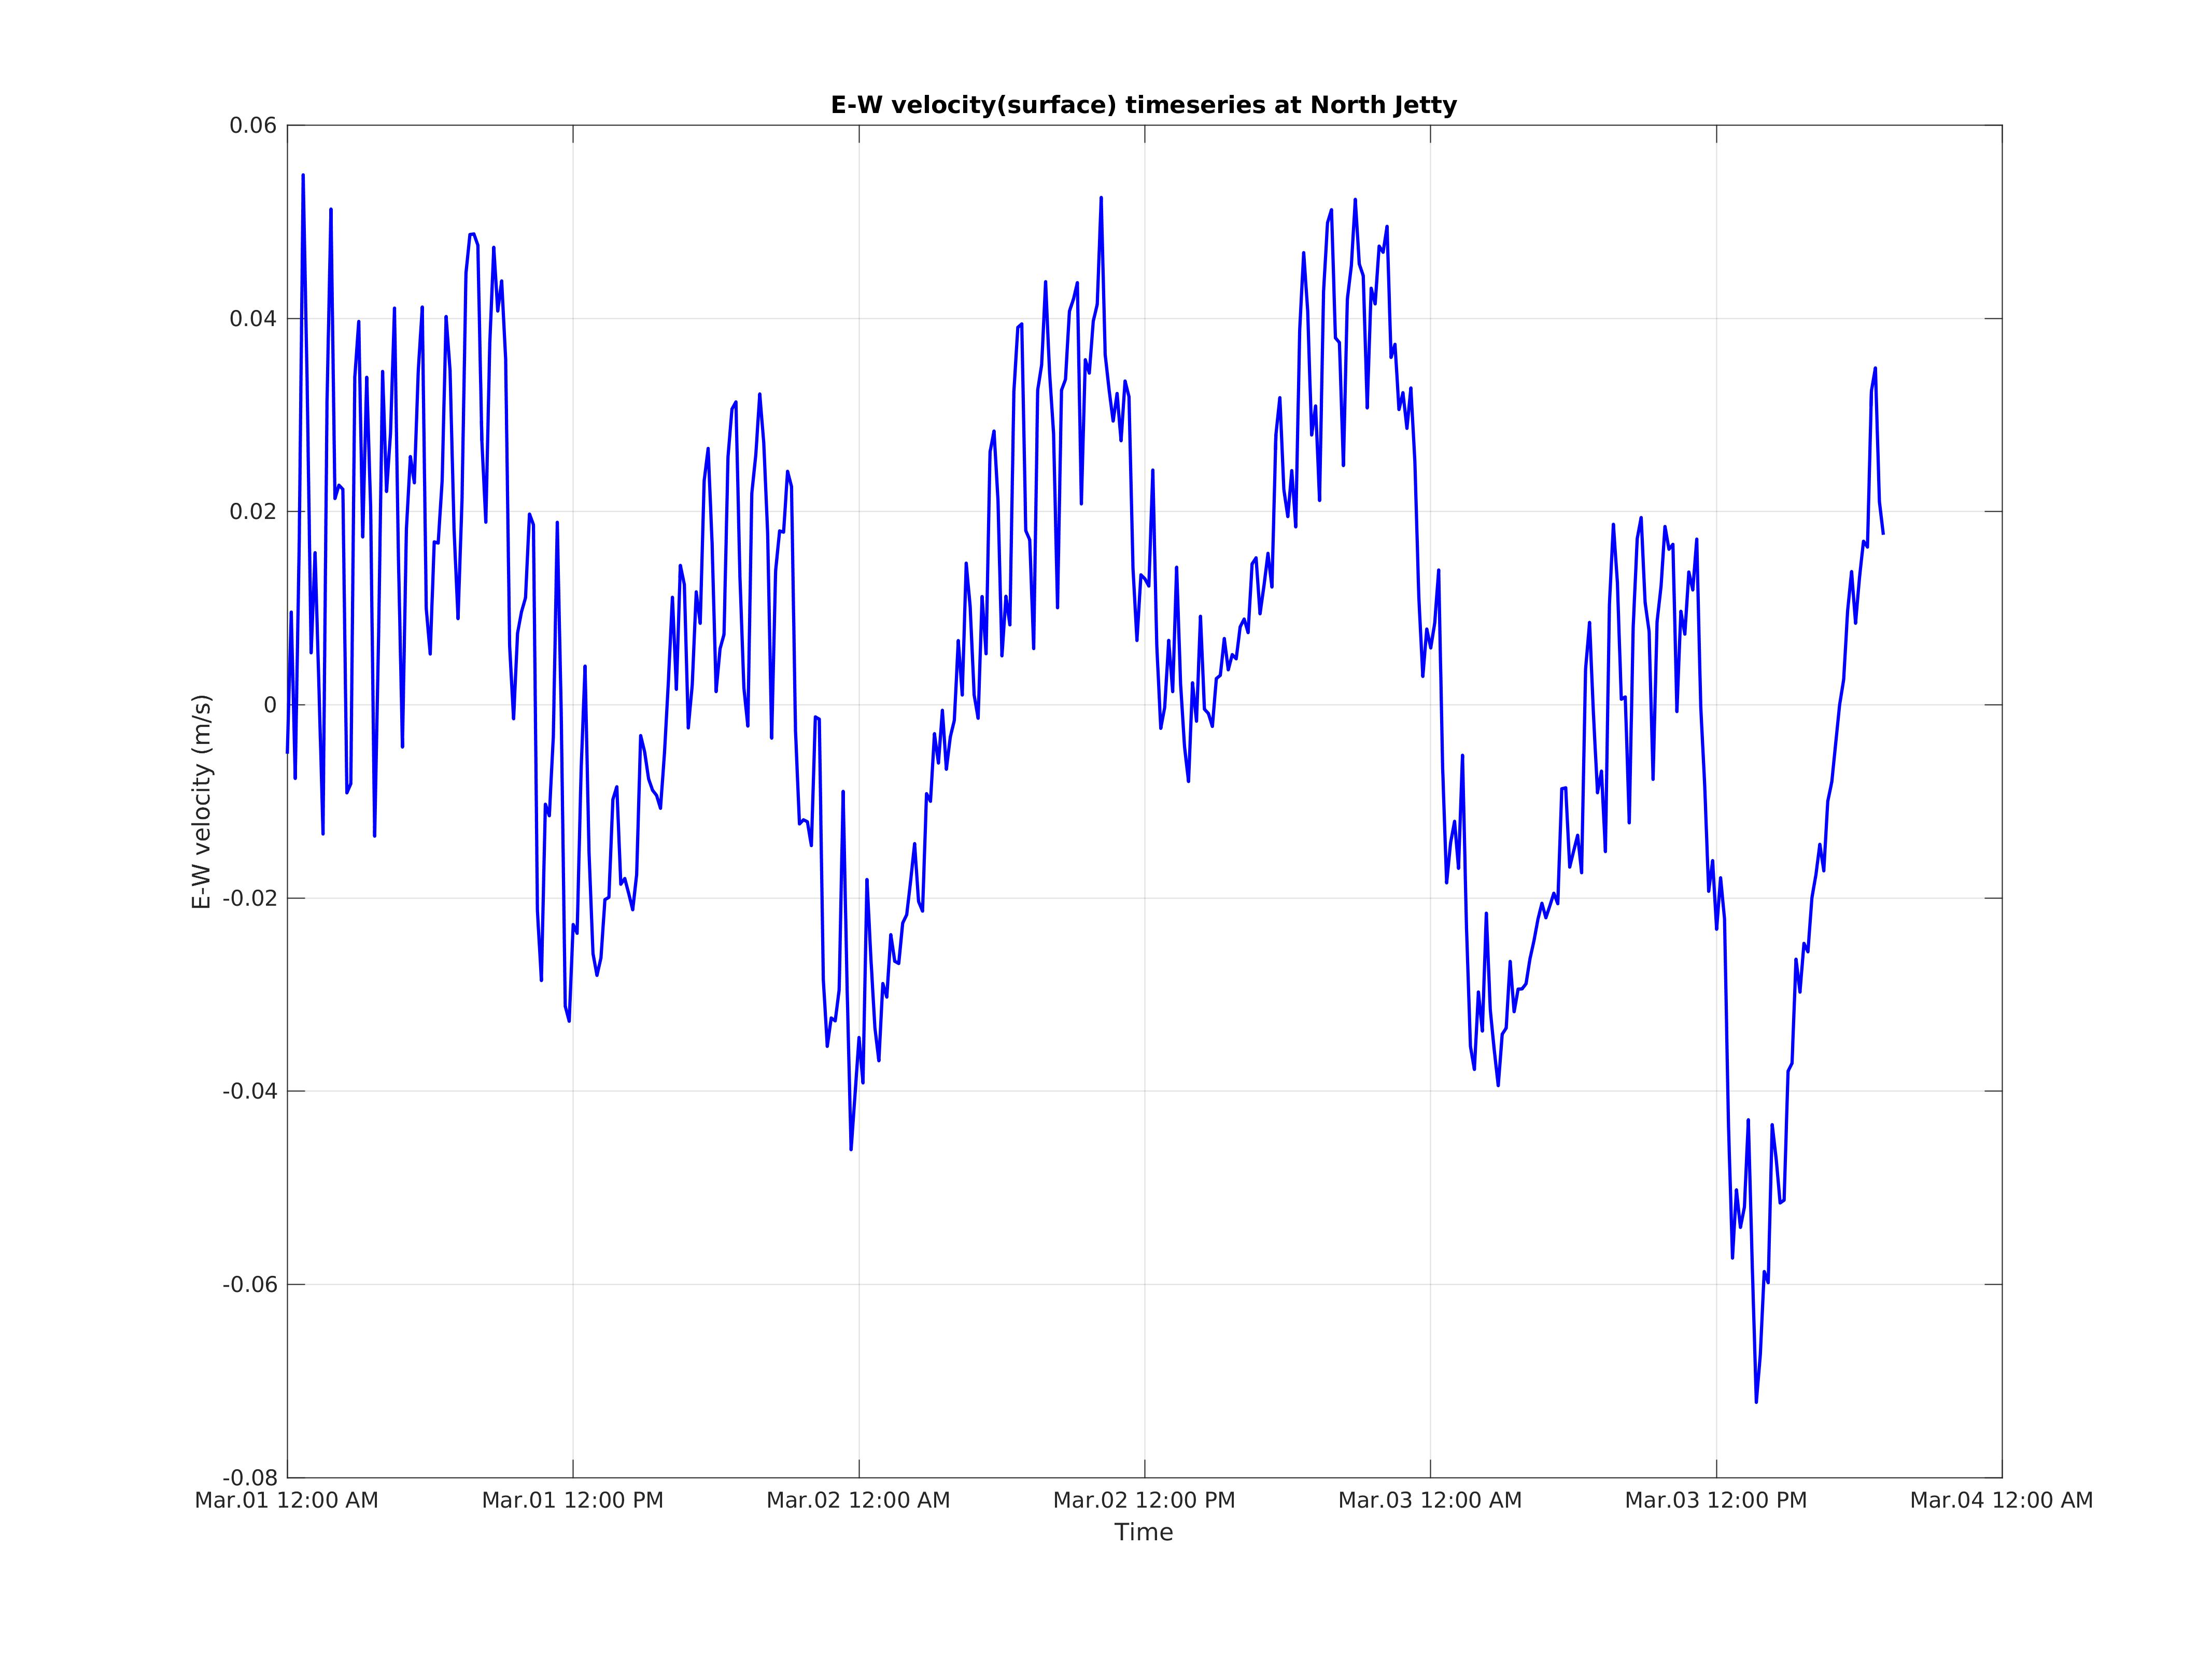 E-W velocity(surface) timeseries at North Jetty
0.06
0.04
0.02
0
-0.02
-0.04
-0.06
-0.08
E-W velocity (m/s)
Mar.01 12:00 AM
Mar.01 12:00 PM
Mar.02 12:00 AM
Mar.02 12:00 PM
Mar.03 12:00 AM
Mar.03 12:00 PM
Mar.04 12:00 AM
Time